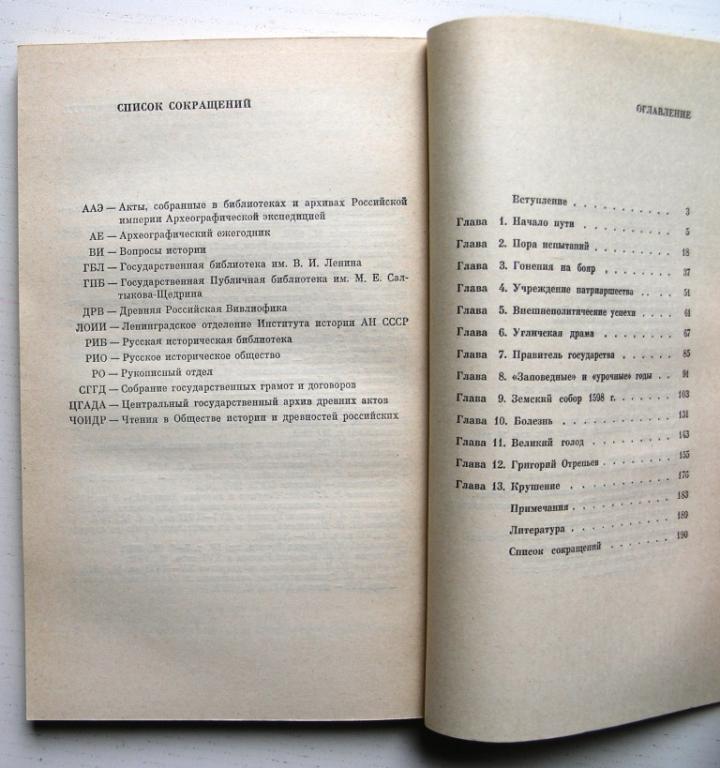 СПИСОК СОКРАЩЕНИЙ
ААЭ — Акты, собранные в библиотеках и архивах Российской
империи Археографической экспедицией
АЕ — Археографический ежегодник
ВИ — Вопросы истории
ГБЛ — Государственная библиотека им. В. И. Ленина
ГПБ — Государственная Публичная библиотека им. М. Е. Сал-
тыкова-Щедрина
ДРВ — Древняя Российская Вивлиофика
ЛОИИ — Ленинградское отделение Института истории АН СССР
РИБ — Русская историческая библиотека
РИО — Русское историческое общество
РО — Рукописный отдел
СГГД — Собрание государственных грамот и договоров
ЦГАДА — Центральный государственный архив древних актов
ЧОИДР — Чтения в Обществе истории и древностей российских
ОГЛАВЛЕНИЕ
Вступление . . . . . . . . . . 3
Глава 1. Начало пути . . . . . . . . . 5
Глава 2. Пора испытаний . . . . . . . . 18
Глава 3. Гонения на бояр . . . . . . . 37
Глава 4. Учреждение патриаршества . . . . 51
Глава 5. Внешнеполитические успехи . . . 61
Глава 6. Угличская драма . . . . . . . 67
Глава 7. Правитель государства . . . . . 85
Глава 8. «Заповедные» и «урочные» годы . . 91
Глава 9. Земский собор 1598 г. . . . . . 103
Глава 10. Болезнь . . . . . . . . . . 131
Глава 11. Великий голод . . . . . . . . 143
Глава 12. Григорий Отрепьев . . . . . . . 155
Глава 13. Крушение . . . . . . . . . 175
Примечания . . . . . . . . . 183
Литература . . . . . . . . . 189
Список сокращений . . . . . . . 190